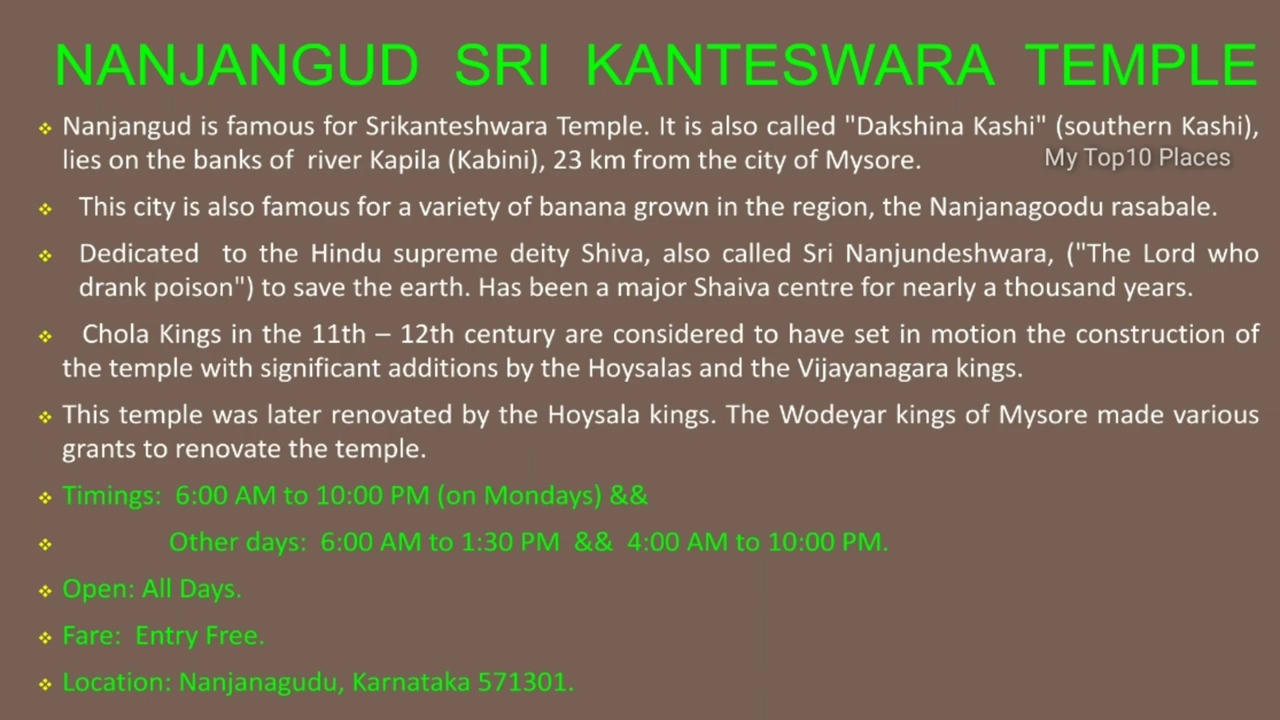 NANJANGUD SRI KANTESWARA TEMPLE
❖ Nanjangud is famous for Srikanteshwara Temple. It is also called "Dakshina Kashi" (southern Kashi),
lies on the banks of river Kapila (Kabini), 23 km from the city of Mysore.
My Top10 Places
❖ This city is also famous for a variety of banana grown in the region, the Nanjanagoodu rasabale.
❖ Dedicated to the Hindu supreme deity Shiva, also called Sri Nanjundeshwara, ("The Lord who
drank poison") to save the earth. Has been a major Shaiva centre for nearly a thousand years.
❖ Chola Kings in the 11th – 12th century are considered to have set in motion the construction of
the temple with significant additions by the Hoysalas and the Vijayanagara kings.
❖ This temple was later renovated by the Hoysala kings. The Wodeyar kings of Mysore made various
grants to renovate the temple.
❖ Timings: 6:00 AM to 10:00 PM (on Mondays) &&
❖ Other days: 6:00 AM to 1:30 PM && 4:00 AM to 10:00 PM.
❖ Open: All Days.
❖ Fare: Entry Free.
❖ Location: Nanjanagudu, Karnataka 571301.